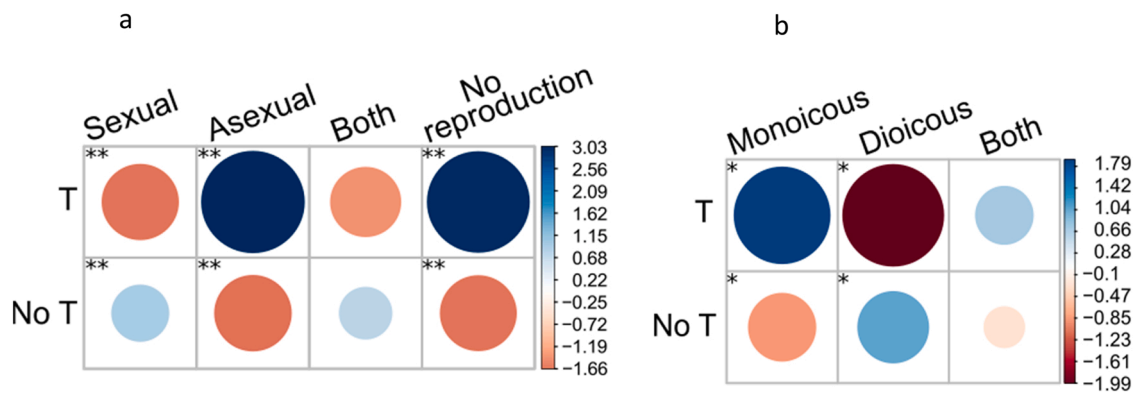 a
b
Sexual
Asexual
Both
No
reproduction
T
No T
** ** **
** ** **
3.03
2.56
2.09
1.62
1.15
0.68
0.22
−0.25
−0.72
−1.19
−1.66
Monoicous
Dioicous
Both
T
No T
* *
* *
1.79
1.42
1.04
0.66
0.28
−0.1
−0.47
−0.85
−1.23
−1.61
−1.99